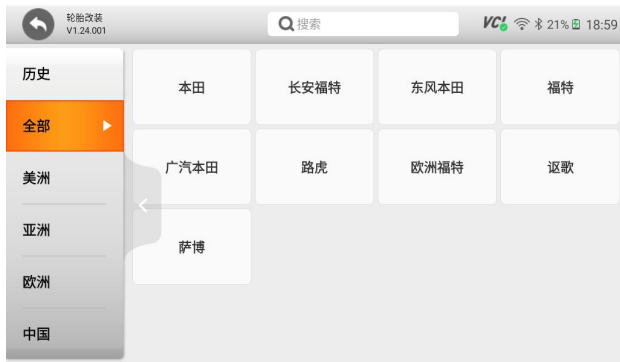 轮胎改装
V1.24.001
搜索
VCI
21%
18:59
历史
全部
美洲
亚洲
欧洲
中国
本田
长安福特
东风本田
福特
广汽本田
路虎
欧洲福特
讴歌
萨博